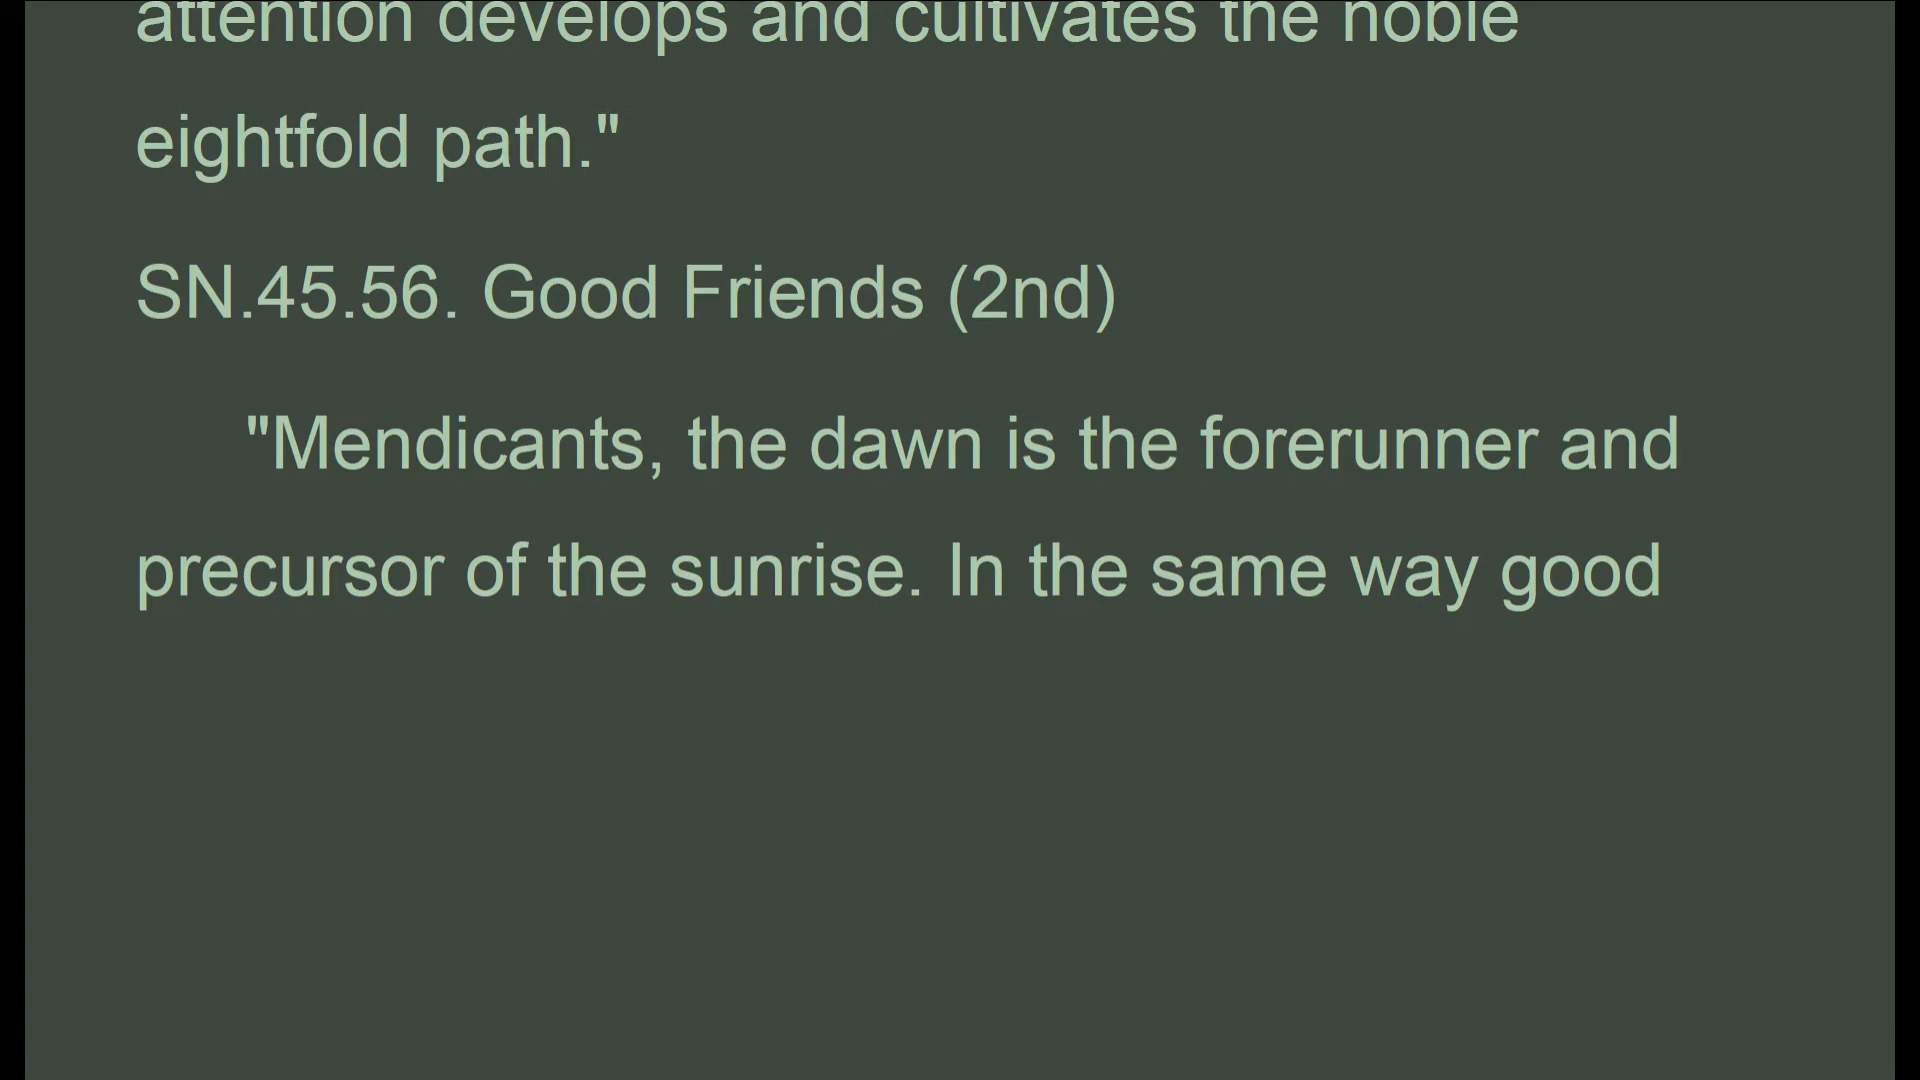 attention develops and cultivates the noble
eightfold path."
SN.45.56. Good Friends (2nd)
"Mendicants, the dawn is the forerunner and
precursor of the sunrise. In the same way good